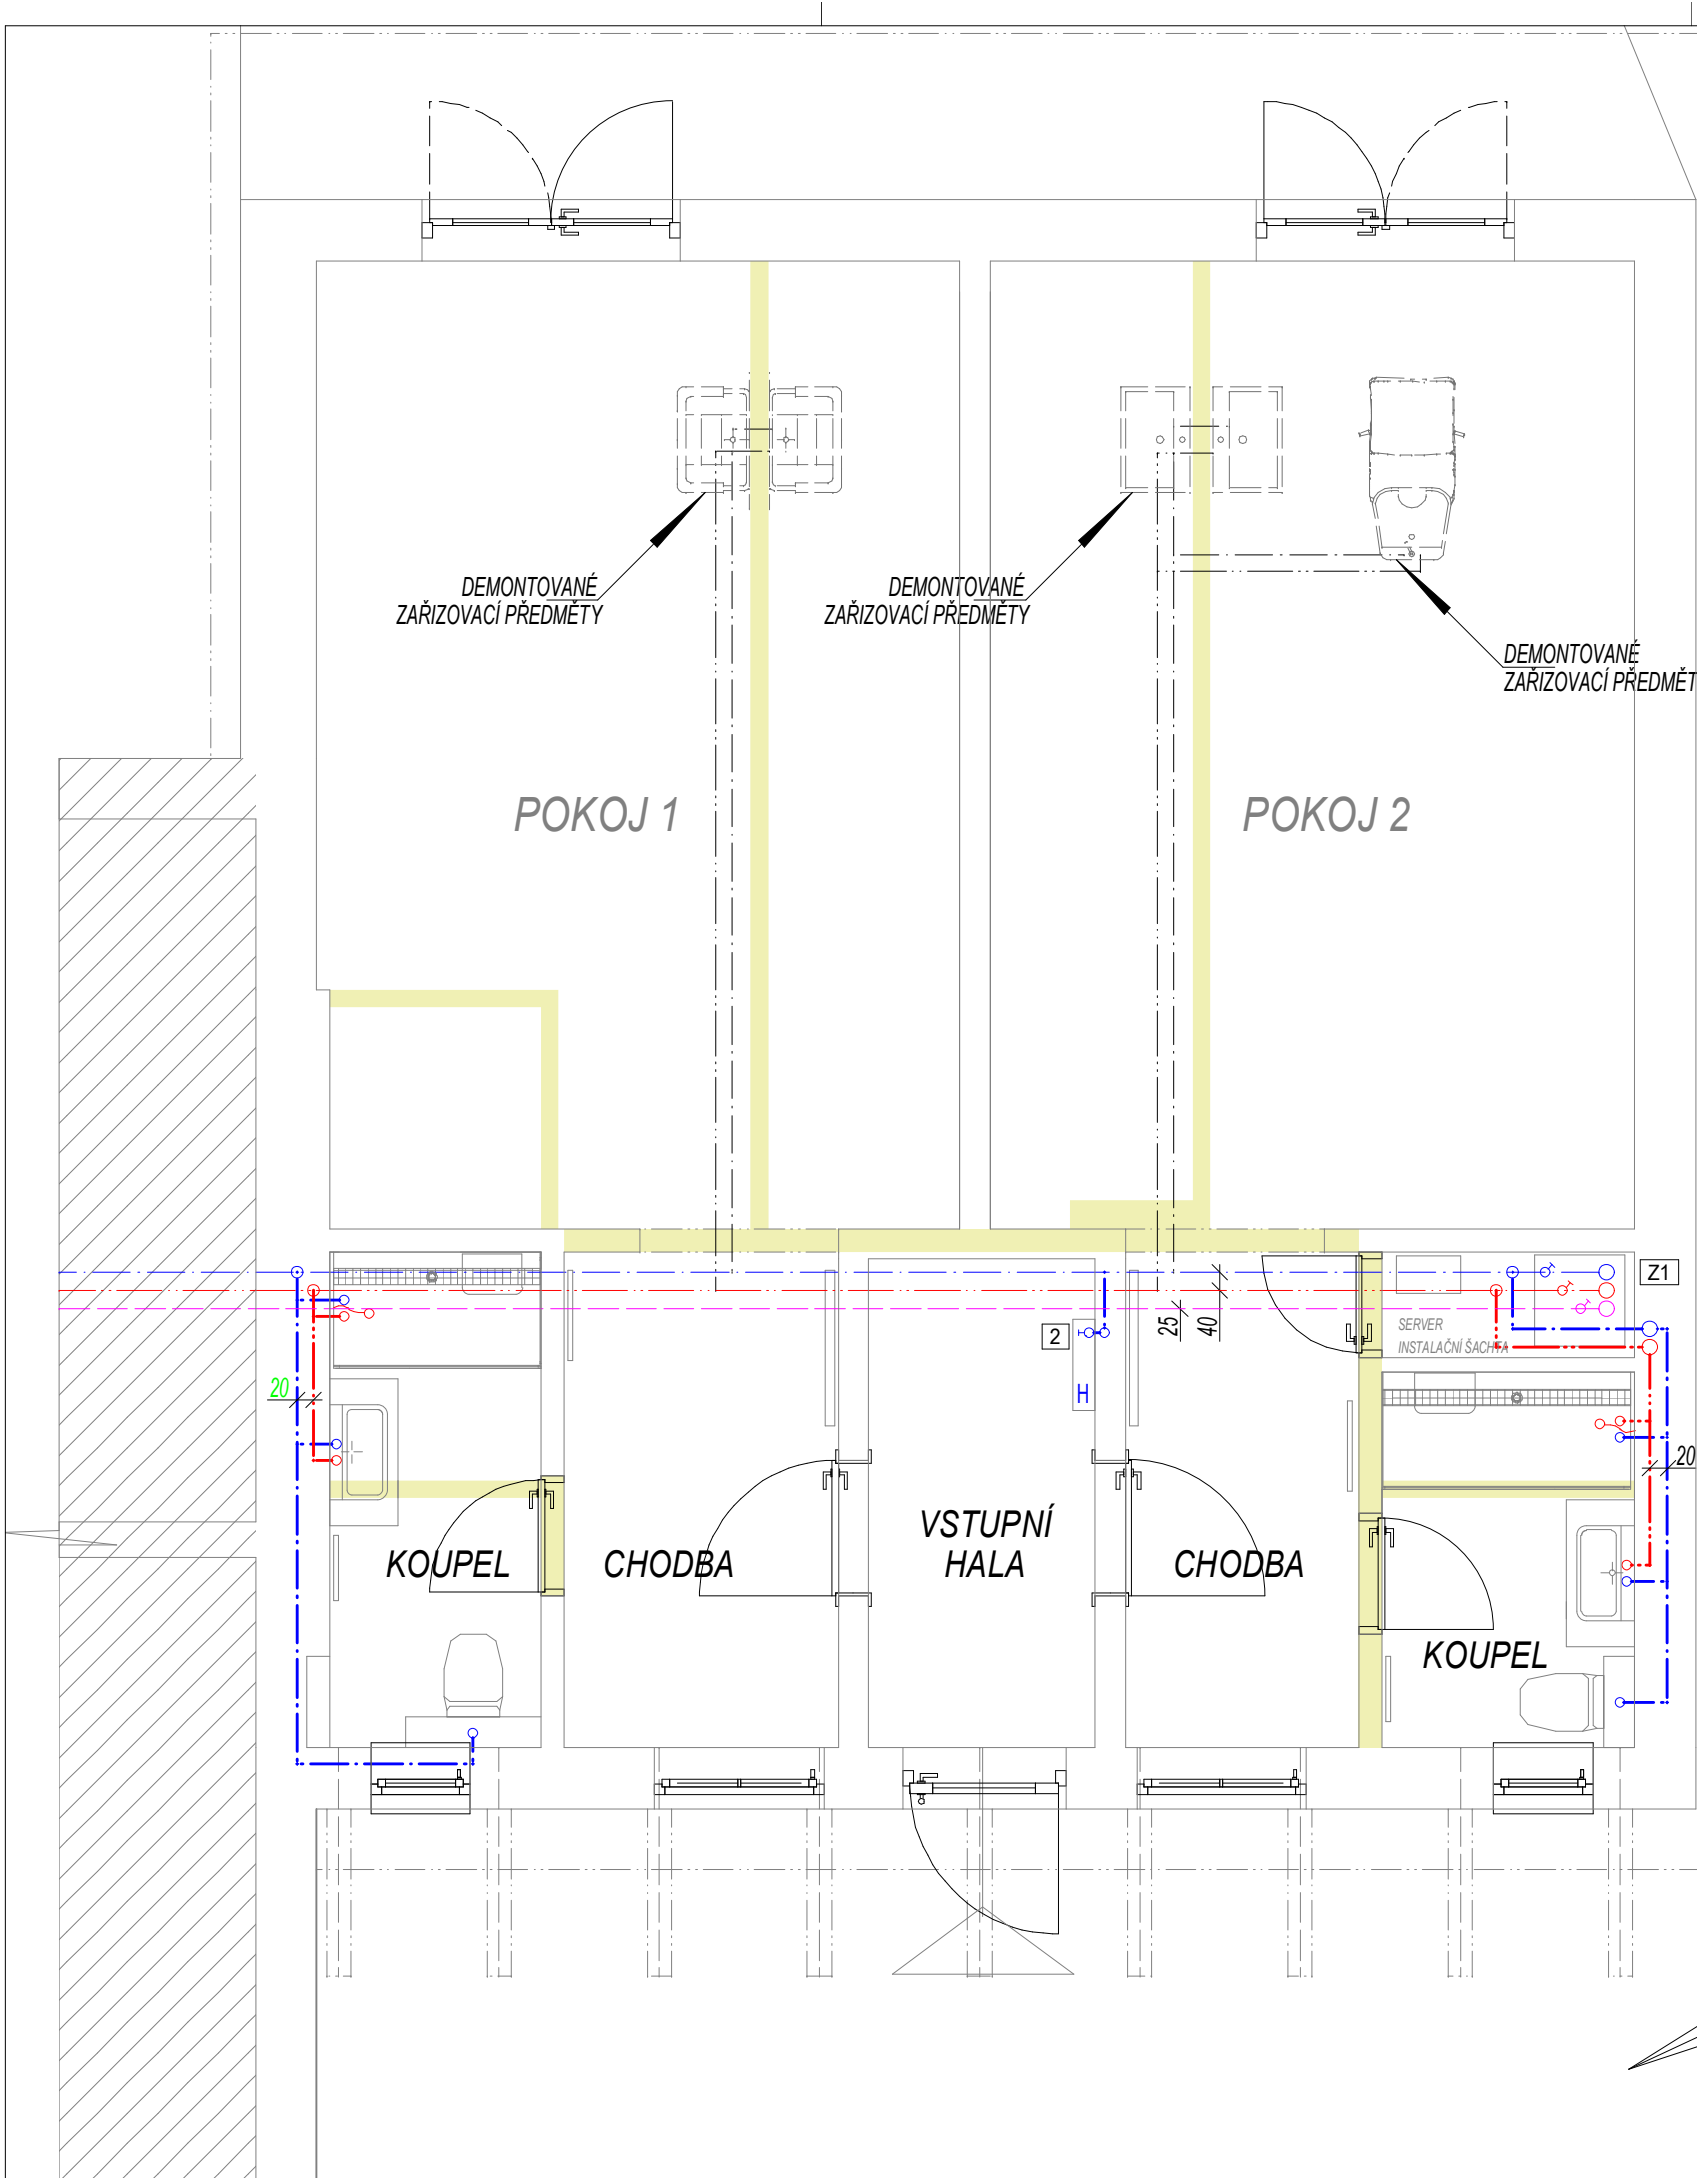 DEMONTOVANÉ
ZAŘIZOVACÍ PŘEDMĚTY
DEMONTOVANÉ
ZAŘIZOVACÍ PŘEDMĚTY
DEMONTOVANÉ
ZAŘIZOVACÍ PŘEDMĚT
POKOJ 1
POKOJ 2
Z1
SERVER
INSTALAČNÍ ŠACHTA
2
25
40
H
20
20
VSTUPNÍ
HALA
KOUPEL
CHODBA
CHODBA
KOUPEL